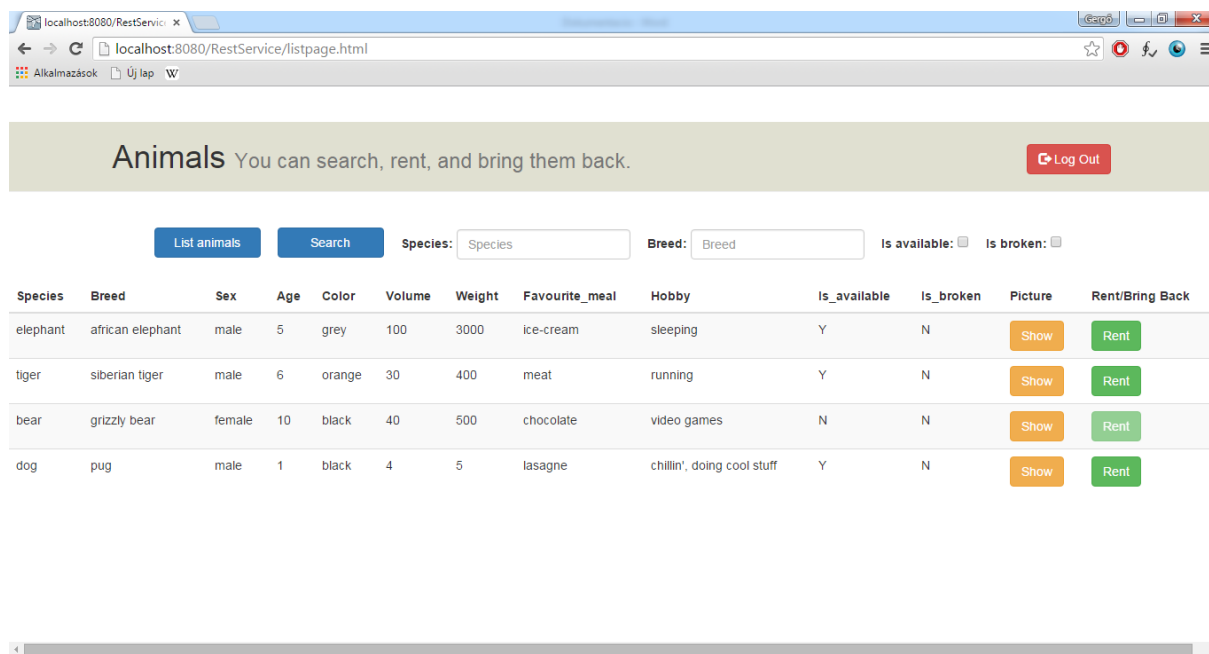 localhost:8080/RestService
Gergő
localhost:8080/RestService/listpage.html
Alkalmazások Új lap W
Animals You can search, rent, and bring them back.
Log Out
List animals Search Species: Species Breed: Breed Is available: Is broken:
Species Breed Sex Age Color Volume Weight Favourite_meal Hobby Is_available Is_broken Picture Rent/Bring Back
elephant african elephant male 5 grey 100 3000 ice-cream sleeping Y N Show Rent
tiger siberian tiger male 6 orange 30 400 meat running Y N Show Rent
bear grizzly bear female 10 black 40 500 chocolate video games N N Show Rent
dog pug male 1 black 4 5 lasagne chillin', doing cool stuff Y N Show Rent